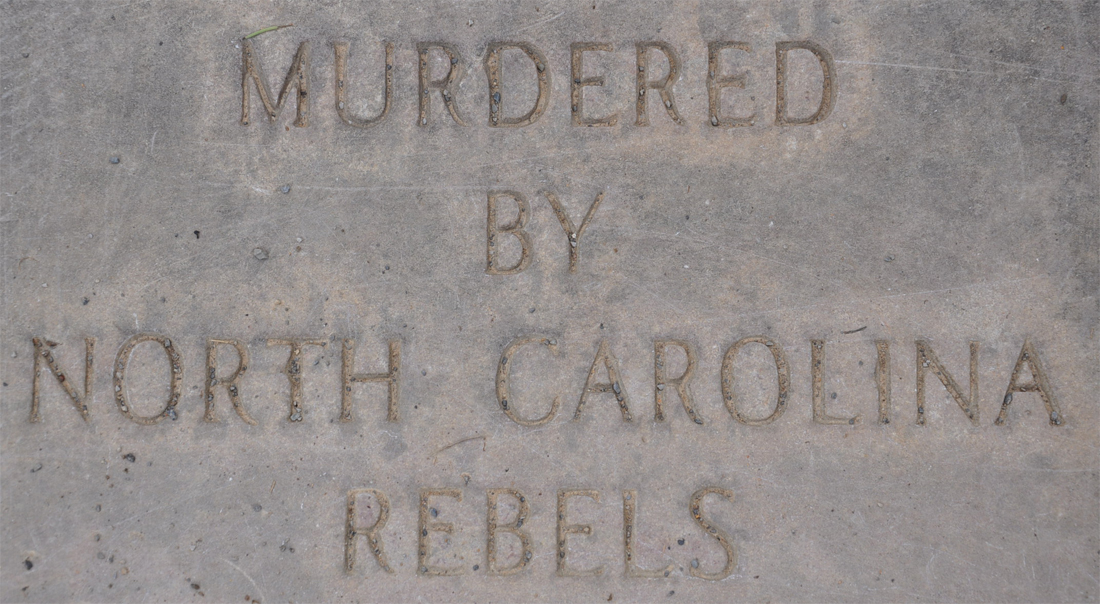 MURDERED
BY
NORTH CAROLINA
REBELS